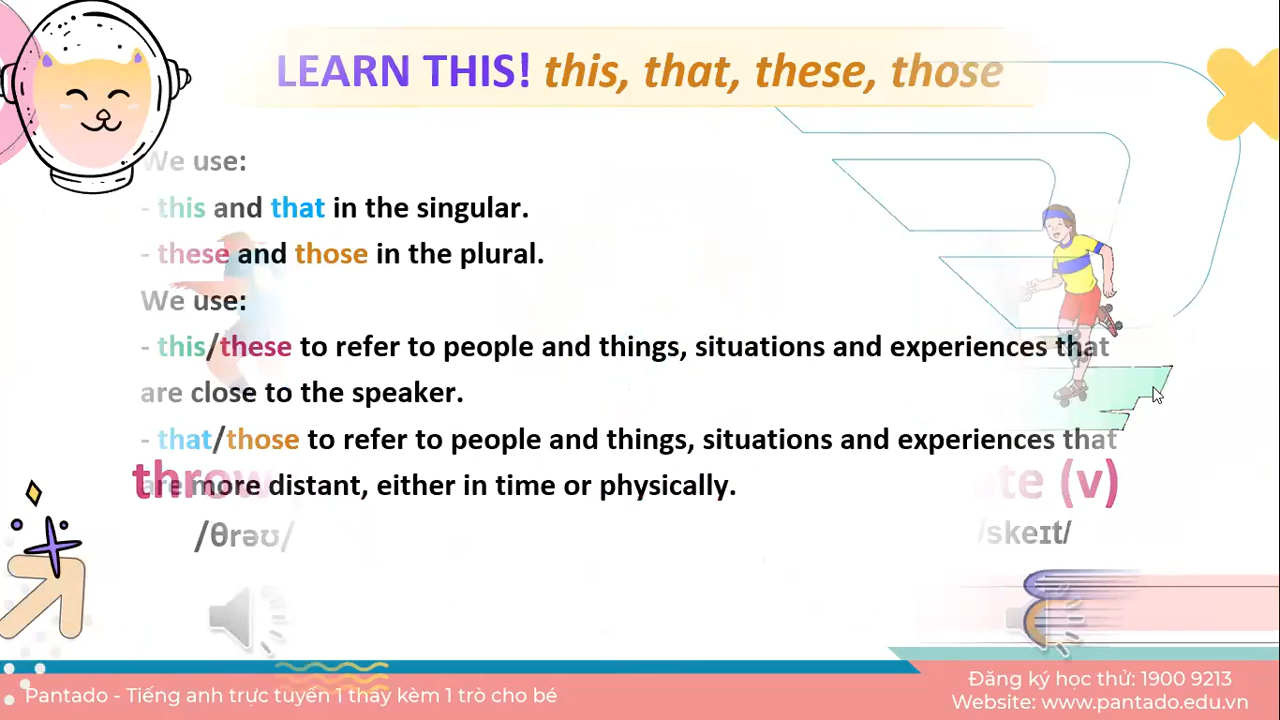 LEARN THIS! this, that, these, those
We use:
- this and that in the singular.
- these and those in the plural.
We use:
- this/these to refer to people and things, situations and experiences that
are close to the speaker.
- that/those to refer to people and things, situations and experiences that
are more distant, either in time or physically.
throw
(v)
/θrəʊ/
/skeɪt/
Pantado - Tiếng anh trực tuyến 1 thầy kèm 1 trò cho bé
Đăng ký học thử: 1900 9213
Website: www.pantado.edu.vn